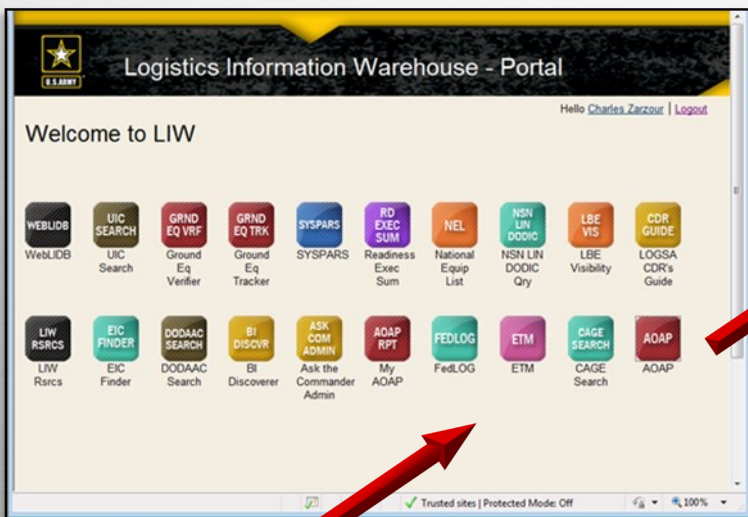 U.S.ARMY
Logistics Information Warehouse - Portal
Hello Charles Zarzour | Logout
Welcome to LIW
WEBLIDB
UIC SEARCH
GRND EQ VRF
GRND EQ TRK
SYSPARS
RD EXEC SUM
NEL
NSN LIN DODIC
LBE VIS
CDR GUIDE
WebLIDB
UIC Search
Ground Eq Verifier
Ground Eq Tracker
SYSPARS
Readiness Exec Sum
National Equip List
NSN LIN DODIC Qry
LBE Visibility
LOGSA CDR's Guide
LIW RSRCS
EIC FINDER
DODAAC SEARCH
BI DISCVR
ASK COM ADMIN
AOAP RPT
FEDLOG
ETM
CAGE SEARCH
AOAP
LIW Rsrcs
EIC Finder
DODAAC Search
BI Discoverer
Ask the Commander Admin
My AOAP
FedLOG
ETM
CAGE Search
AOAP
Trusted sites | Protected Mode: Off
100%